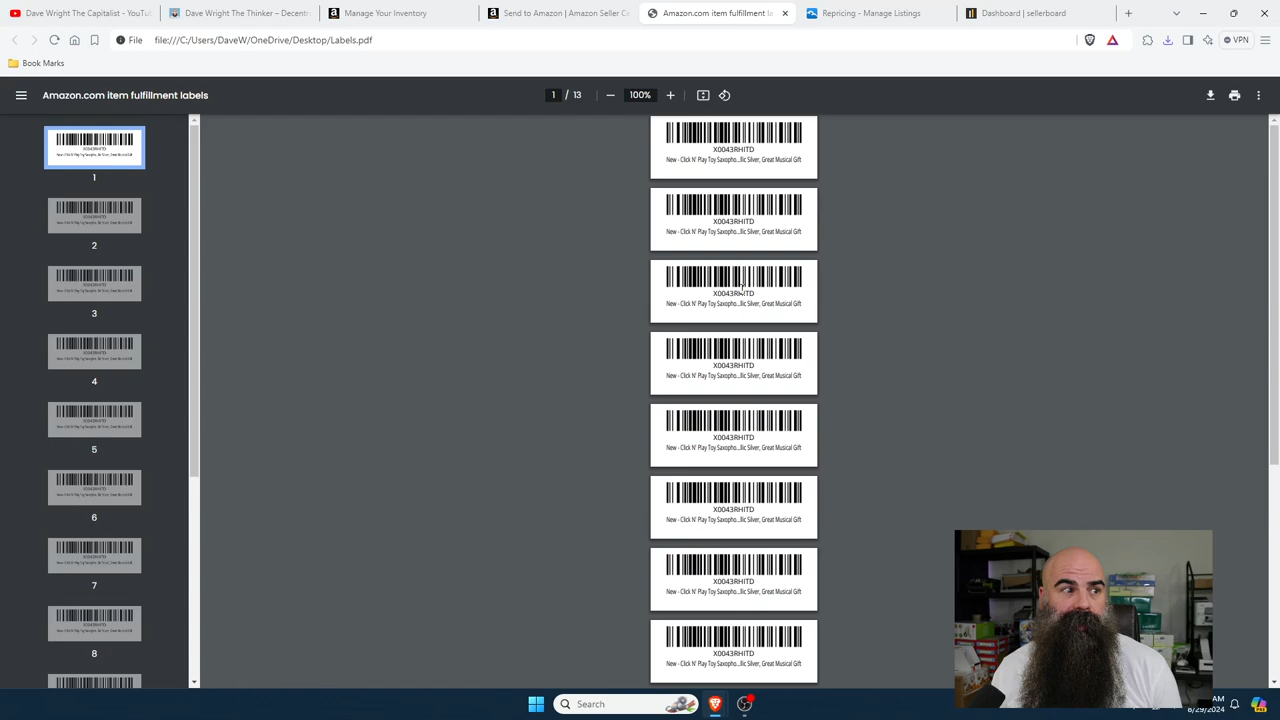 Dave Wright The Capitalist - YouTu
Dave Wright The Thinker – Decentr
Manage Your Inventory
Send to Amazon | Amazon Seller Ce
Amazon.com item fulfillment la
Repricing - Manage Listings
Dashboard | sellerboard
File
file:///C:/Users/DaveW/OneDrive/Desktop/Labels.pdf
VPN
Book Marks
Amazon.com item fulfillment labels
1 / 13
100%
1
2
3
4
5
6
7
8
X0043RHITD
New - Click N' Play Toy Saxopho...llic Silver, Great Musical Gift
X0043RHITD
New - Click N' Play Toy Saxopho...llic Silver, Great Musical Gift
X0043RHITD
New - Click N' Play Toy Saxopho...llic Silver, Great Musical Gift
X0043RHITD
New - Click N' Play Toy Saxopho...llic Silver, Great Musical Gift
X0043RHITD
New - Click N' Play Toy Saxopho...llic Silver, Great Musical Gift
X0043RHITD
New - Click N' Play Toy Saxopho...llic Silver, Great Musical Gift
X0043RHITD
New - Click N' Play Toy Saxopho...llic Silver, Great Musical Gift
X0043RHITD
New - Click N' Play Toy Saxopho...llic Silver, Great Musical Gift
Search
AM
8/29/2024